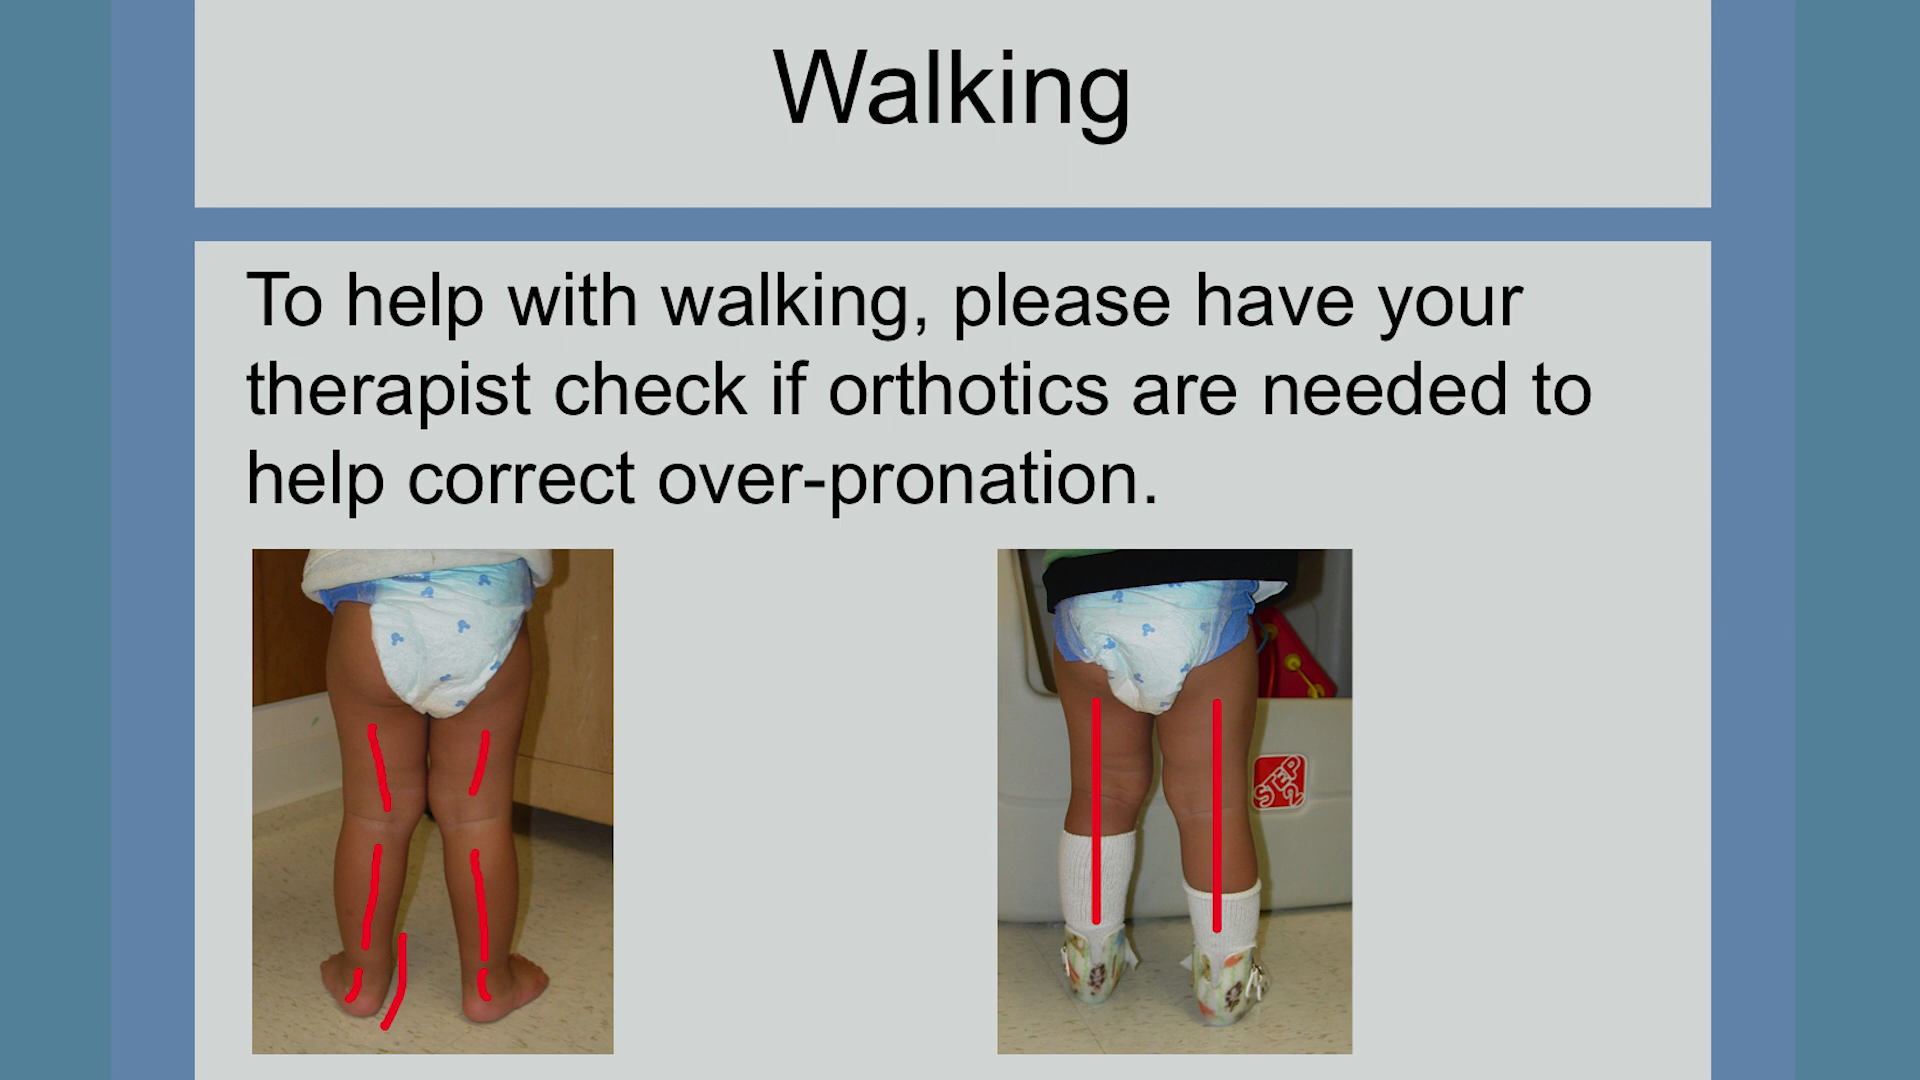 Walking
To help with walking, please have your
therapist check if orthotics are needed to
help correct over-pronation.
STEP
2